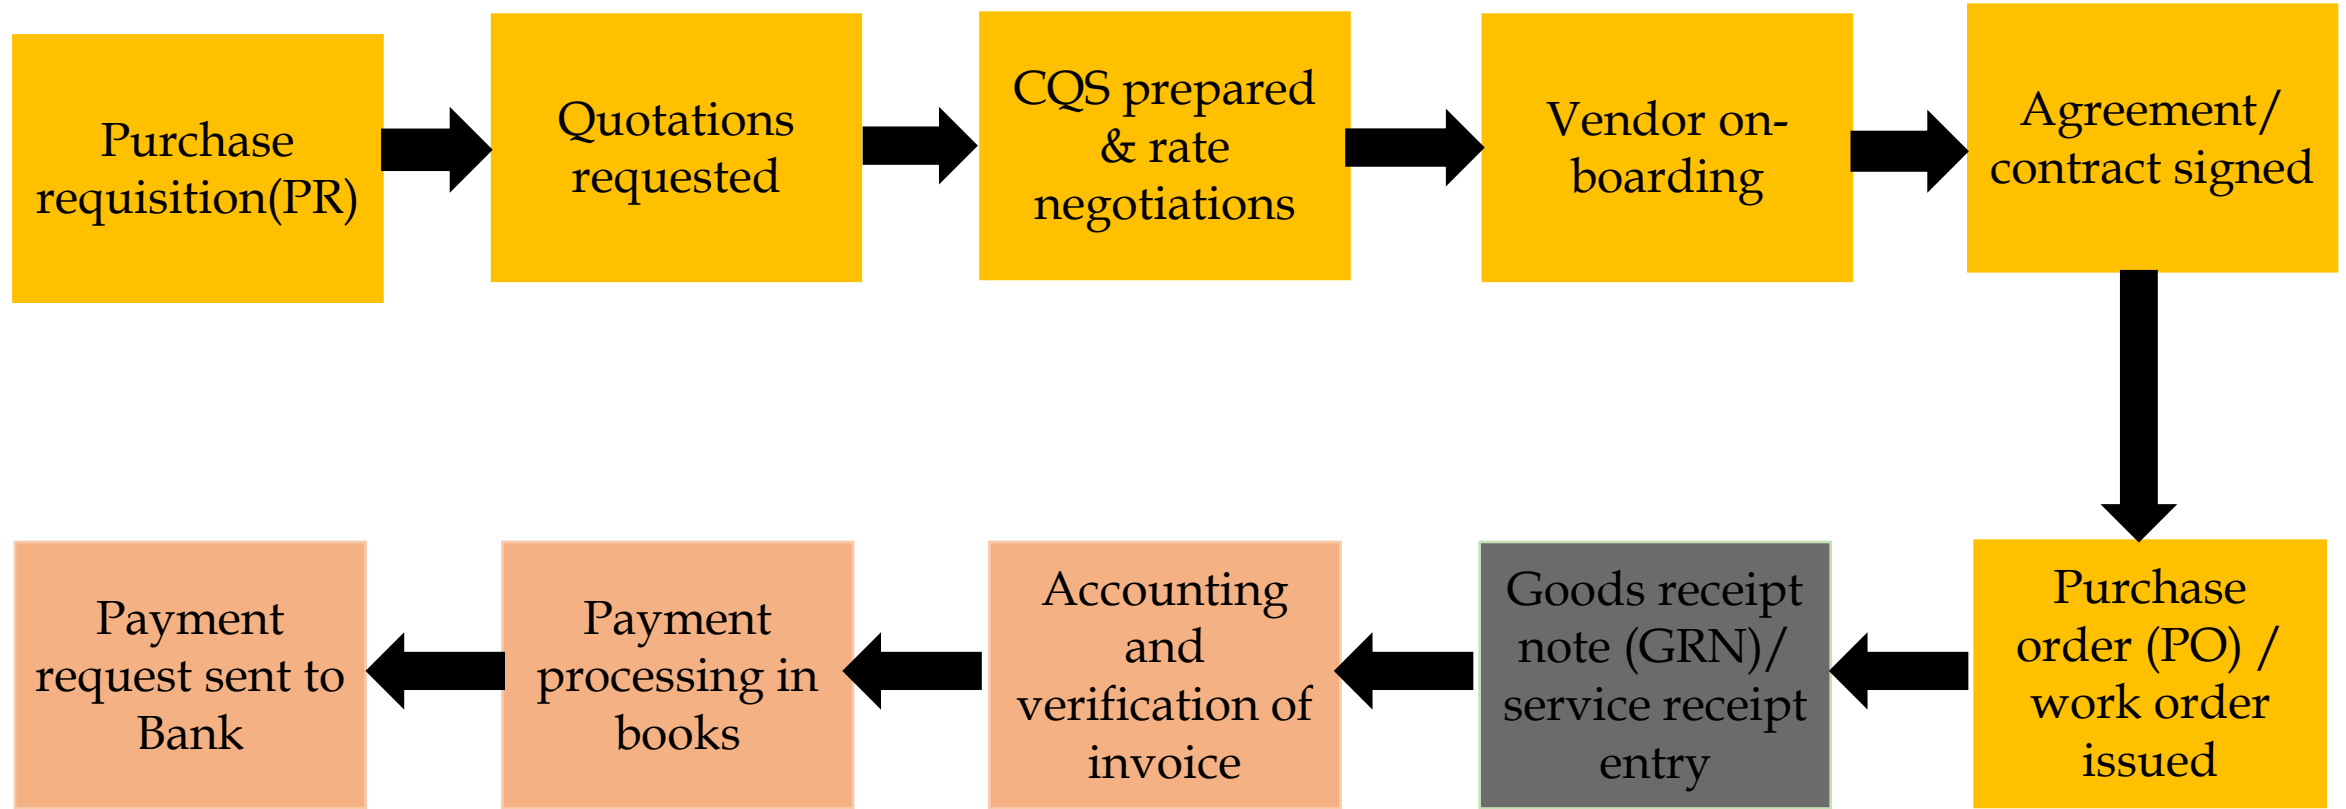 Purchase
requisition(PR)
Quotations
requested
CQS prepared
& rate
negotiations
Vendor on-
boarding
Agreement/
contract signed
Purchase
order (PO) /
work order
issued
Goods receipt
note (GRN)/
service receipt
entry
Accounting
and
verification of
invoice
Payment
processing in
books
Payment
request sent to
Bank